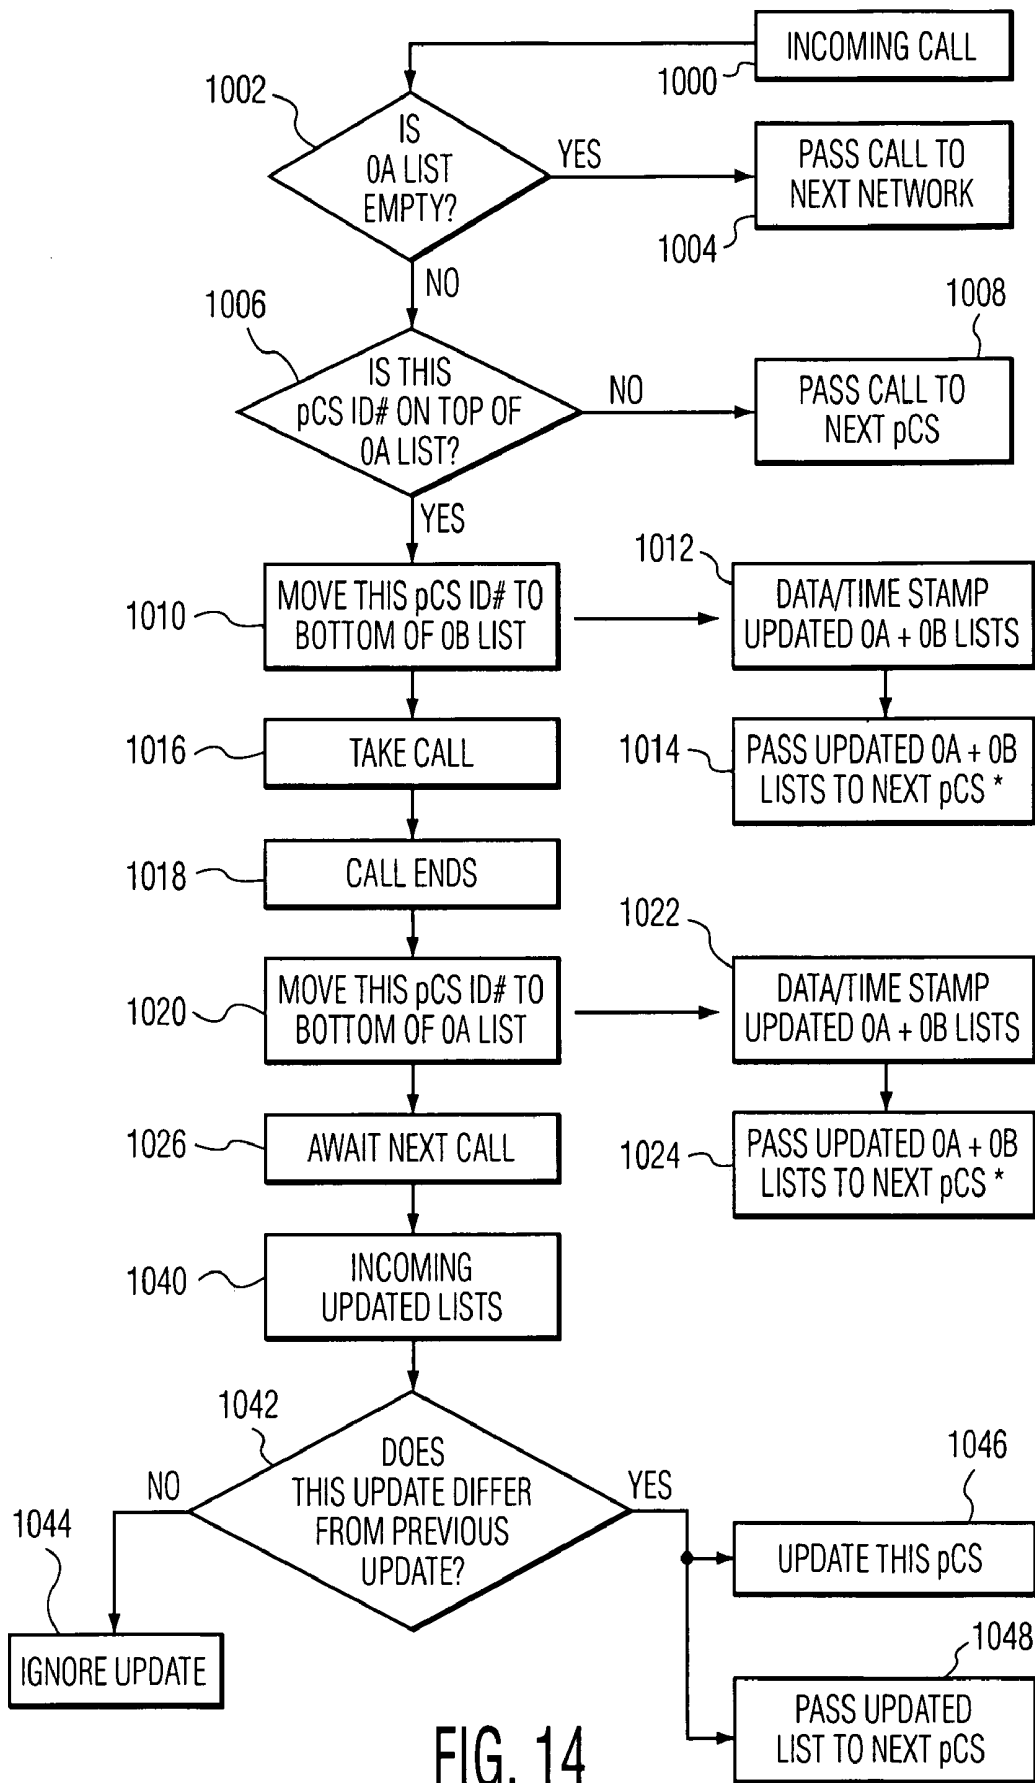 INCOMING CALL
1000
1002
IS
0A LIST
EMPTY?
YES
PASS CALL TO
NEXT NETWORK
1004
NO
1006
IS THIS
pCS ID# ON TOP OF
0A LIST?
NO
1008
PASS CALL TO
NEXT pCS
YES
1010
MOVE THIS pCS ID# TO
BOTTOM OF 0B LIST
1012
DATA/TIME STAMP
UPDATED 0A + 0B LISTS
1014
PASS UPDATED 0A + 0B
LISTS TO NEXT pCS *
1016
TAKE CALL
1018
CALL ENDS
1020
MOVE THIS pCS ID# TO
BOTTOM OF 0A LIST
1022
DATA/TIME STAMP
UPDATED 0A + 0B LISTS
1024
PASS UPDATED 0A + 0B
LISTS TO NEXT pCS *
1026
AWAIT NEXT CALL
1040
INCOMING
UPDATED LISTS
1042
DOES
THIS UPDATE DIFFER
FROM PREVIOUS
UPDATE?
NO
1044
IGNORE UPDATE
YES
1046
UPDATE THIS pCS
1048
PASS UPDATED
LIST TO NEXT pCS
FIG. 14